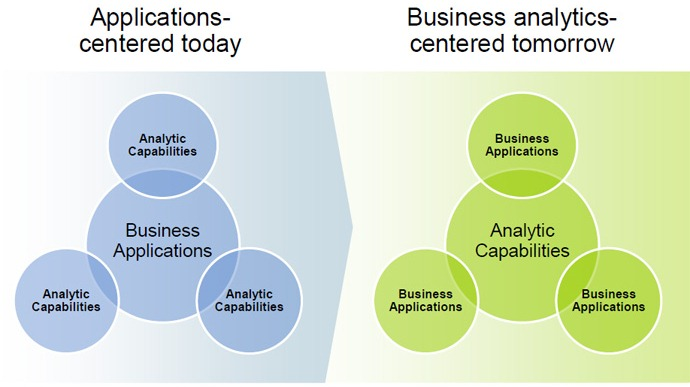 Applications-
centered today
Business analytics-
centered tomorrow
Analytic
Capabilities
Business
Applications
Analytic
Capabilities
Analytic
Capabilities
Business
Applications
Analytic
Capabilities
Business
Applications
Business
Applications